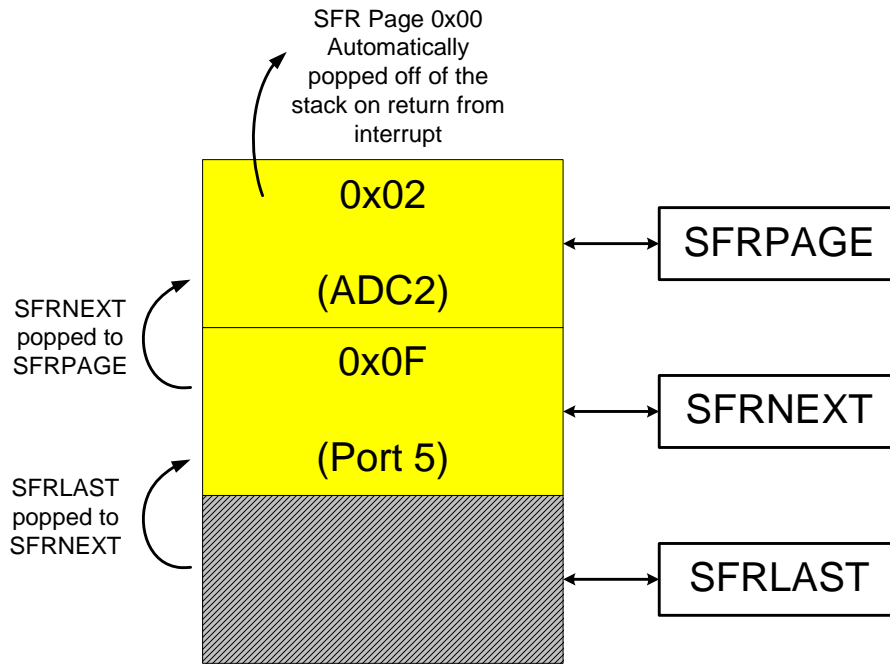 SFR Page 0x00
Automatically
popped off of the
stack on return from
interrupt
0x02
(ADC2)
SFRPAGE
SFRNEXT
popped to
SFRPAGE
0x0F
(Port 5)
SFRNEXT
SFRLAST
popped to
SFRNEXT
SFRLAST